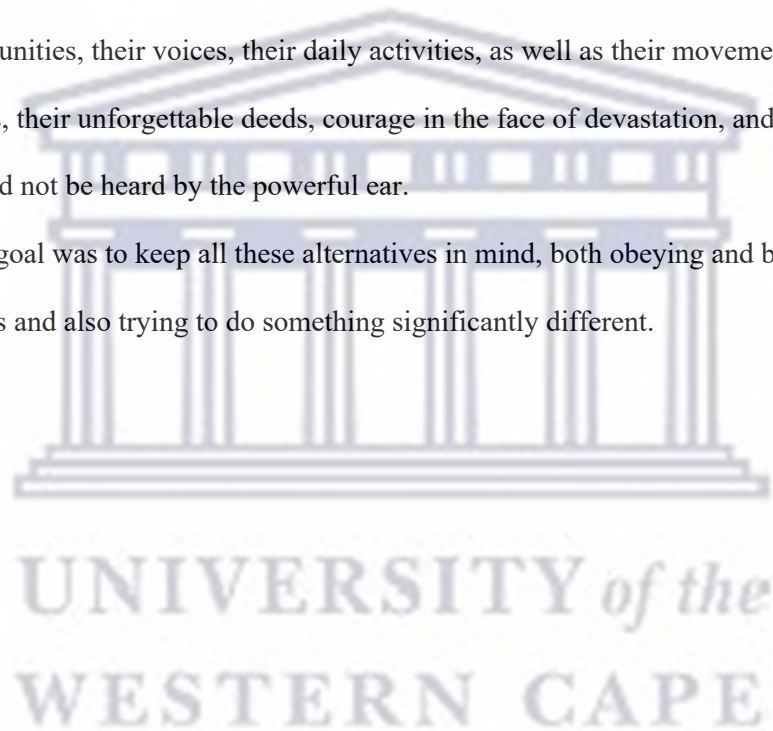 unities, their voices, their daily activities, as well as their moveme
, their unforgettable deeds, courage in the face of devastation, and
d not be heard by the powerful ear.
goal was to keep all these alternatives in mind, both obeying and b
s and also trying to do something significantly different.
UNIVERSITY of the
WESTERN CAPE